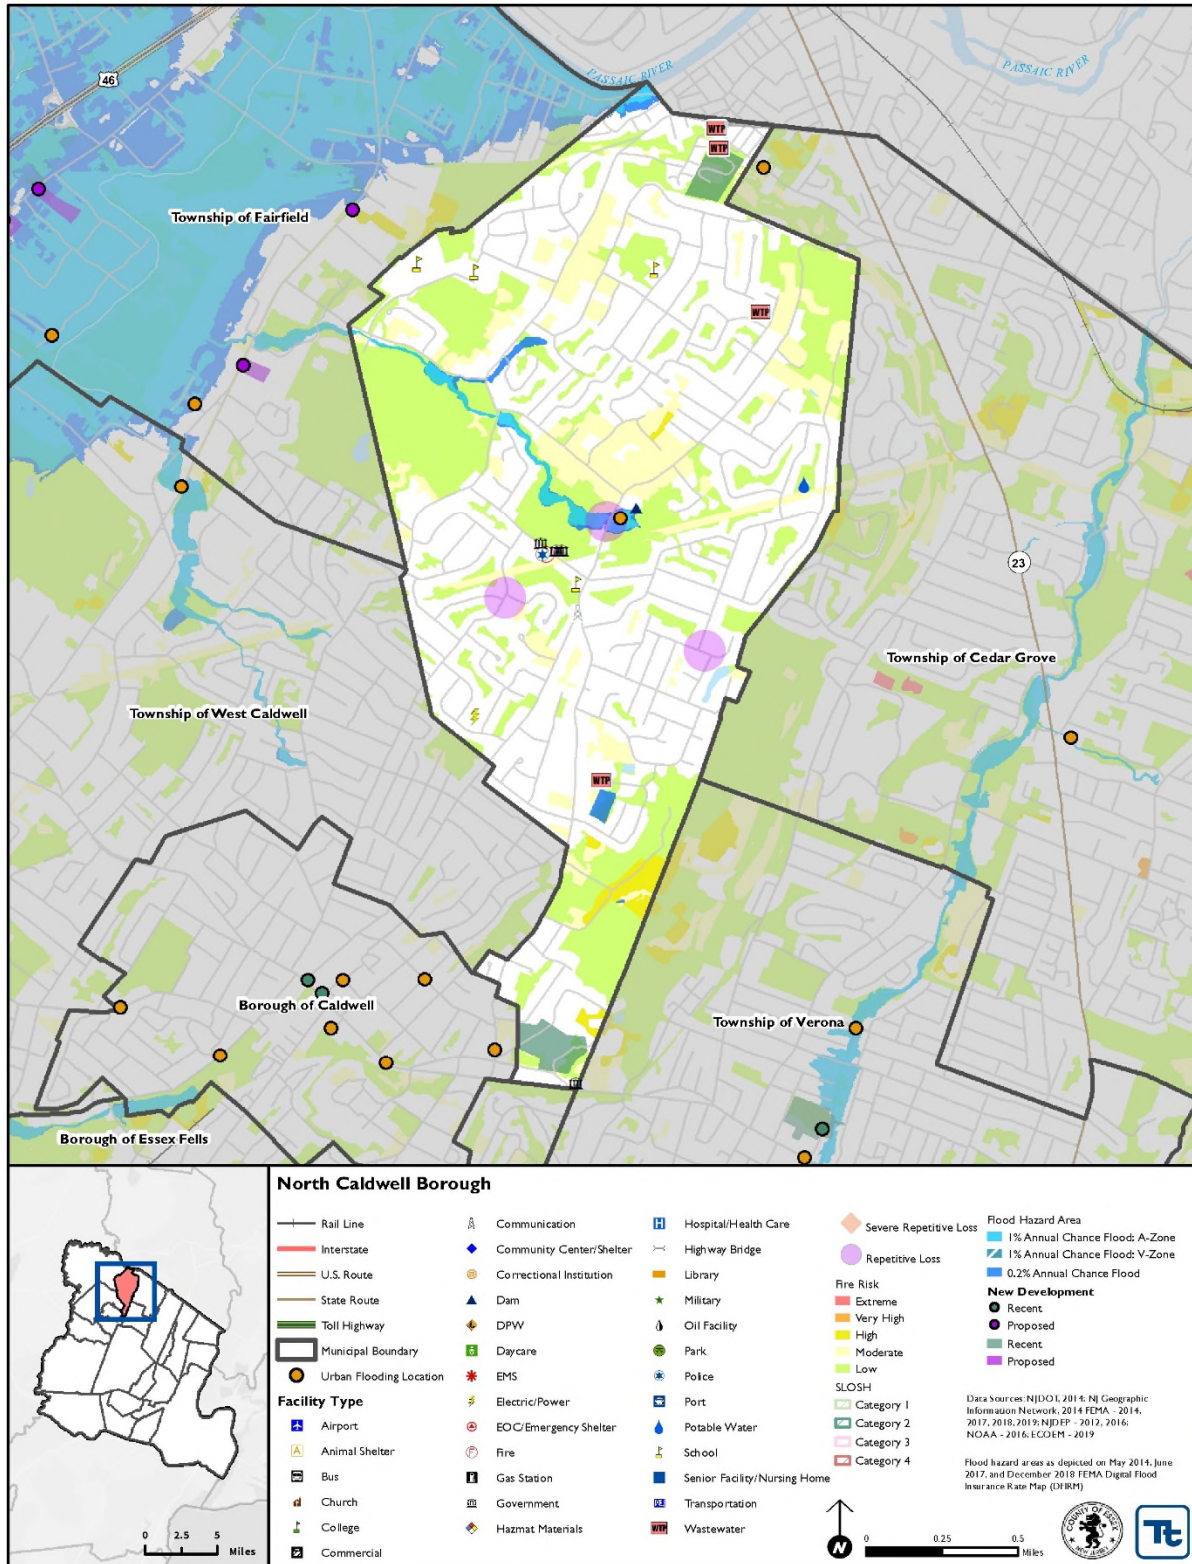 PASSAIC RIVER
PASSAIC RIVER
46
WTP
WTP
Township of Fairfield
WTP
23
Township of Cedar Grove
Township of West Caldwell
WTP
Borough of Caldwell
Township of Verona
Borough of Essex Fells
North Caldwell Borough
Rail Line
Interstate
U.S. Route
State Route
Toll Highway
Municipal Boundary
Urban Flooding Location
Facility Type
Airport
A
Animal Shelter
Bus
Church
College
Commercial
Communication
Community Center/Shelter
Correctional Institution
Dam
DPW
Daycare
EMS
Electric/Power
EOC/Emergency Shelter
F
Fire
Gas Station
Government
Hazmat Materials
H
Hospital/Health Care
Highway Bridge
Library
Military
Oil Facility
Park
Police
Port
Potable Water
School
Senior Facility/Nursing Home
Transportation
WTP
Wastewater
Severe Repetitive Loss
Repetitive Loss
Fire Risk
Extreme
Very High
High
Moderate
Low
SLOSH
Category 1
Category 2
Category 3
Category 4
Flood Hazard Area
1% Annual Chance Flood: A-Zone
1% Annual Chance Flood: V-Zone
0.2% Annual Chance Flood
New Development
Recent
Proposed
Recent
Proposed
Data Sources: NJDOT, 2014; NJ Geographic
Information Network, 2014 FEMA - 2014,
2017, 2018, 2019; NJDEP - 2012, 2016;
NOAA - 2016; ECOEM - 2019
Flood hazard areas as depicted on May 2014, June
2017, and December 2018 FEMA Digital Flood
Insurance Rate Map (DFIRM)
0 2.5 5
Miles
N
0 0.25 0.5
Miles
COUNTY OF ESSEX
NEW JERSEY
Tt